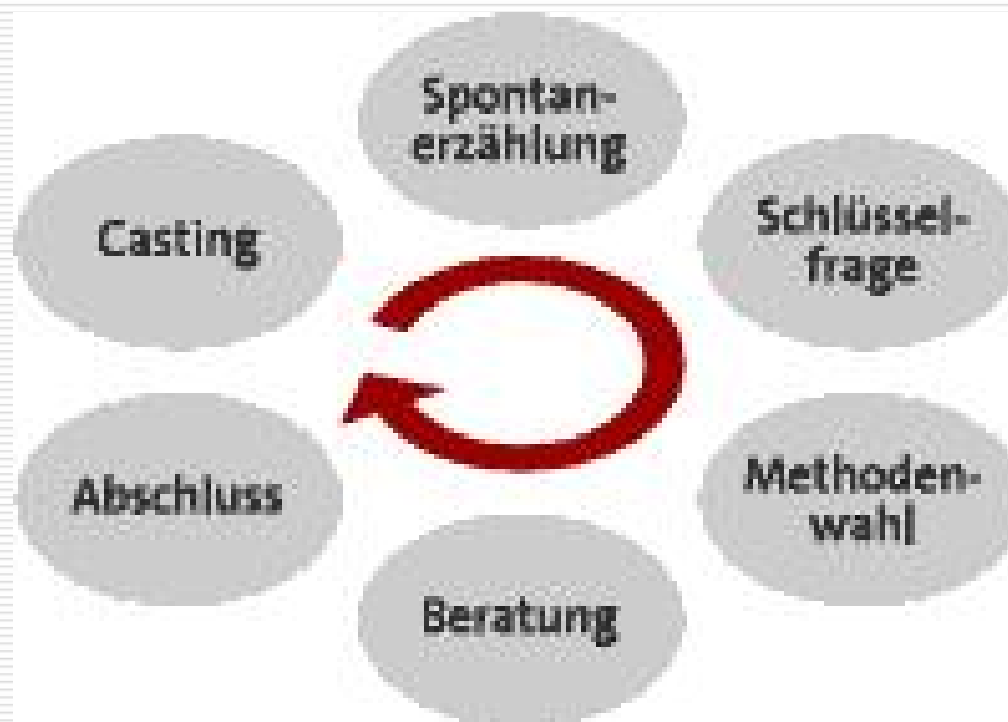 Spontan-
erzählung
Casting
Schlüssel-
frage
Abschluss
Methoden-
wahl
Beratung